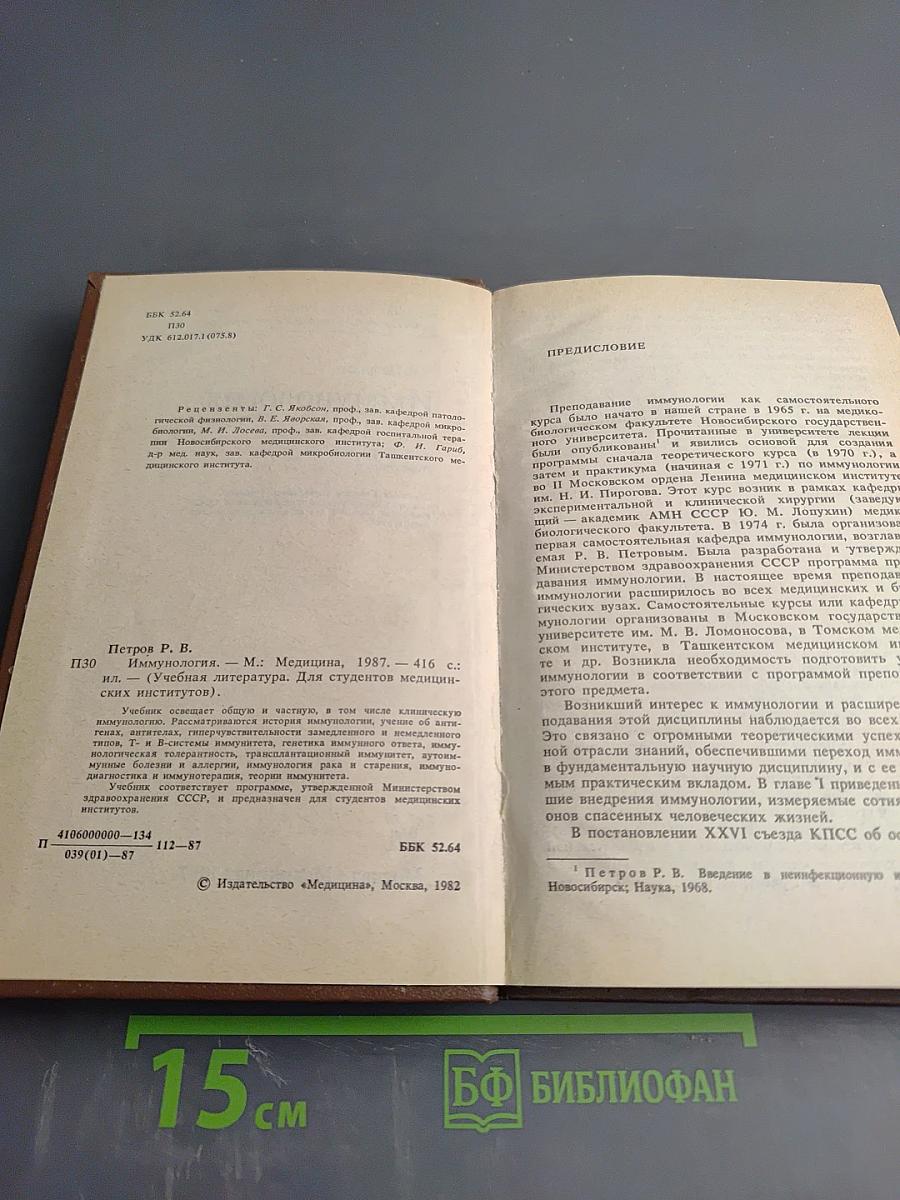 ББК 52.64
П30
УДК 612.017.1(075.8)
Рецензенты: Г. С. Якобсон, проф., зав. кафедрой патоло-
гической физиологии, В. Е. Яворская, проф., зав. кафедрой микро-
биологии, М. И. Лосева, проф., зав. кафедрой госпитальной тера-
пии Новосибирского медицинского института; Ф. И. Гариб,
д-р мед. наук, зав. кафедрой микробиологии Ташкентского ме-
дицинского института.
Петров Р. В.
П30 Иммунология. — М.: Медицина, 1987. — 416 с.:
ил. — (Учебная литература. Для студентов медицин-
ских институтов).
Учебник освещает общую и частную, в том числе клиническую
иммунологию. Рассматриваются история иммунологии, учение об анти-
генах, антителах, гиперчувствительности замедленного и немедленного
типов, Т- и В-системы иммунитета, генетика иммунного ответа, имму-
нологическая толерантность, трансплантационный иммунитет, аутоим-
мунные болезни и аллергии, иммунология рака и старения, иммуно-
диагностика и иммунотерапия, теории иммунитета.
Учебник соответствует программе, утвержденной Министерством
здравоохранения СССР, и предназначен для студентов медицинских
институтов.
П 4106000000—134
039(01)—87 112—87
ББК 52.64
© Издательство «Медицина», Москва, 1982
ПРЕДИСЛОВИЕ
Преподавание иммунологии как самостоятельного
курса было начато в нашей стране в 1965 г. на медико-
биологическом факультете Новосибирского государствен-
ного университета. Прочитанные в университете лекции
были опубликованы¹ и явились основой для создания
программы сначала теоретического курса (в 1970 г.), а
затем и практикума (начиная с 1971 г.) по иммунологии
во II Московском ордена Ленина медицинском институте
им. Н. И. Пирогова. Этот курс возник в рамках кафедры
экспериментальной и клинической хирургии (заведую
щий — академик АМН СССР Ю. М. Лопухин) медик
биологического факультета. В 1974 г. была организова
первая самостоятельная кафедра иммунологии, возглав
емая Р. В. Петровым. Была разработана и утвержд
Министерством здравоохранения СССР программа пр
давания иммунологии. В настоящее время преподав
иммунологии расширилось во всех медицинских и б
гических вузах. Самостоятельные курсы или кафедр
мунологии организованы в Московском государств
университете им. М. В. Ломоносова, в Томском ме
ском институте, в Ташкентском медицинском ин
те и др. Возникла необходимость подготовить у
иммунологии в соответствии с программой препо
этого предмета.
Возникший интерес к иммунологии и расшире
подавания этой дисциплины наблюдается во всех
Это связано с огромными теоретическими успех
ной отрасли знаний, обеспечившими переход имм
в фундаментальную научную дисциплину, и с ее
мым практическим вкладом. В главе I приведены
шие внедрения иммунологии, измеряемые сотня
онов спасенных человеческих жизней.
В постановлении XXVI съезда КПСС об ос
¹ Петров Р. В. Введение в неинфекционную и
Новосибирск; Наука, 1968.
15 см
БФ БИБЛИОФАН